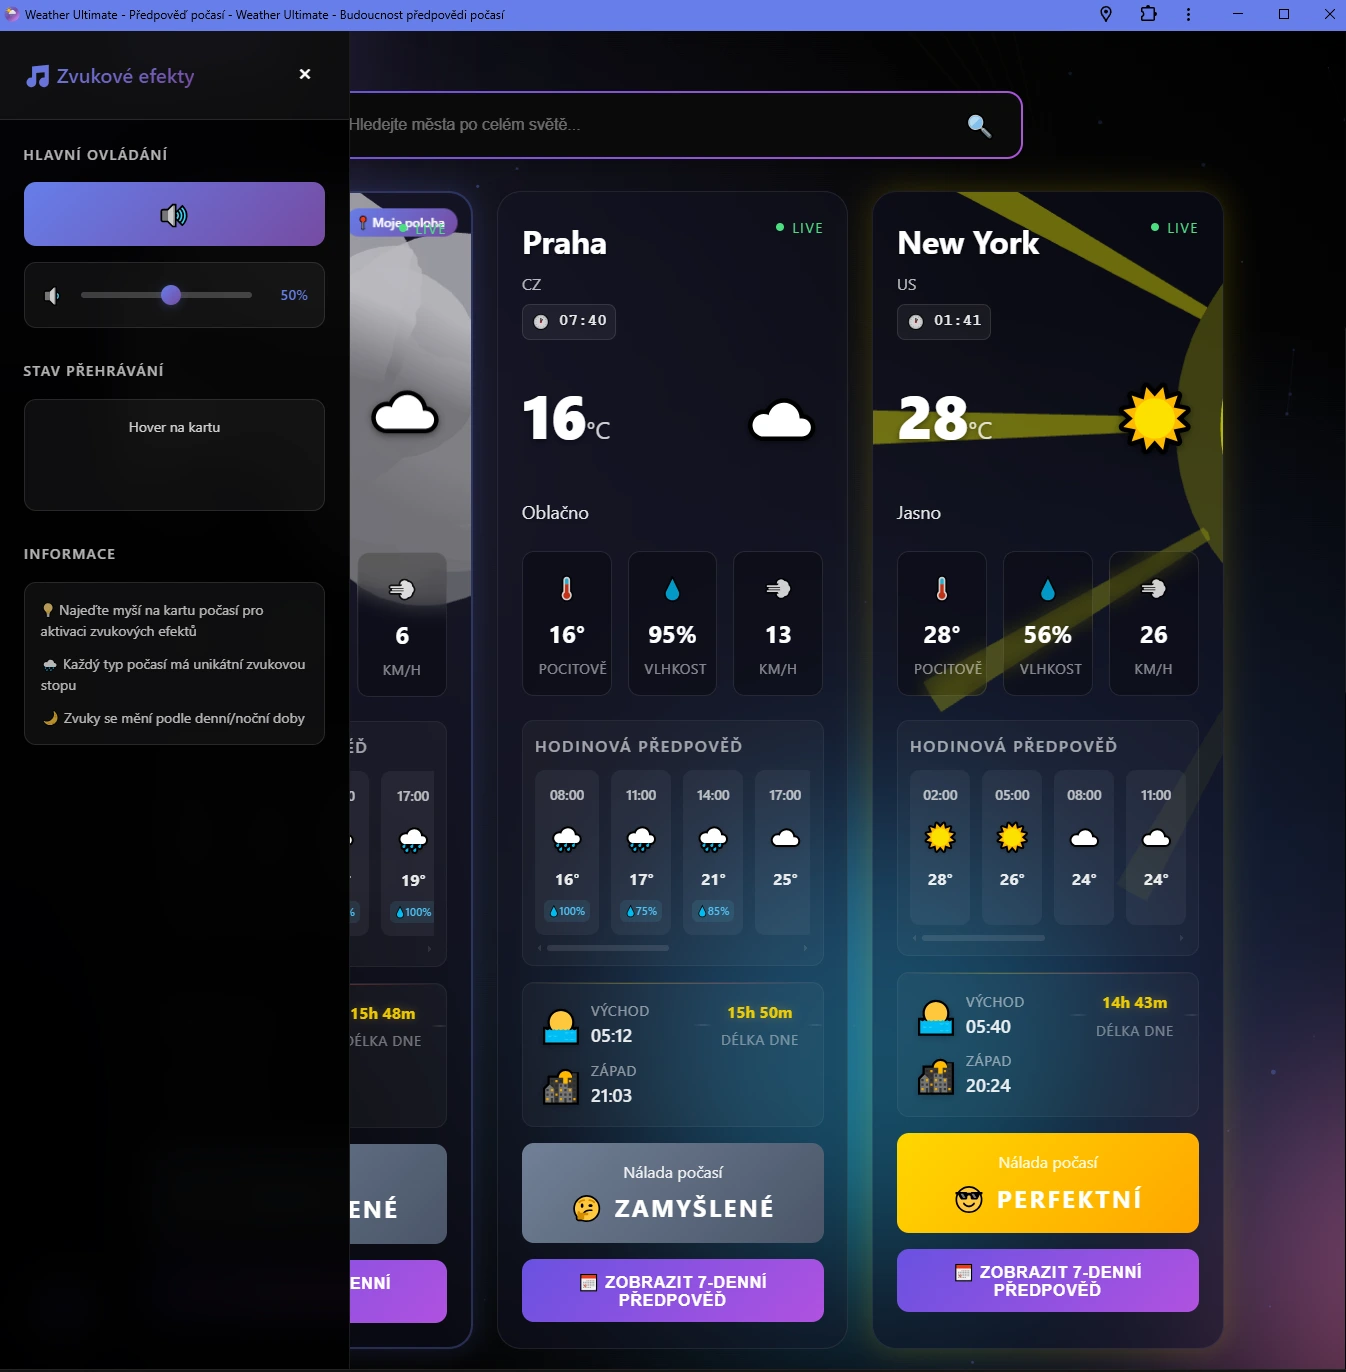 Weather Ultimate - Předpověď počasí - Weather Ultimate - Budoucnost předpovědi počasí
Zvukové efekty
HLAVNÍ OVLÁDÁNÍ
50%
STAV PŘEHRÁVÁNÍ
Hover na kartu
INFORMACE
Najeďte myší na kartu počasí pro
aktivaci zvukových efektů
Každý typ počasí má unikátní zvukovou
stopu
Zvuky se mění podle denní/noční doby
Hledejte města po celém světě...
Moje poloha
LIVE
6
KM/H
17:00
19°
100%
15h 48m
DÉLKA DNE
Praha
LIVE
CZ
07:40
16°C
Oblačno
16°
POCITOVĚ
95%
VLHKOST
13
KM/H
HODINOVÁ PŘEDPOVĚĎ
08:00 11:00 14:00 17:00
16° 17° 21° 25°
100% 75% 85%
VÝCHOD
05:12
15h 50m
DÉLKA DNE
ZÁPAD
21:03
Nálada počasí
ZAMYŠLENÉ
ZOBRAZIT 7-DENNÍ
PŘEDPOVĚĎ
New York
LIVE
US
01:41
28°C
Jasno
28°
POCITOVĚ
56%
VLHKOST
26
KM/H
HODINOVÁ PŘEDPOVĚĎ
02:00 05:00 08:00 11:00
28° 26° 24° 24°
VÝCHOD
05:40
14h 43m
DÉLKA DNE
ZÁPAD
20:24
Nálada počasí
PERFEKTNÍ
ZOBRAZIT 7-DENNÍ
PŘEDPOVĚĎ